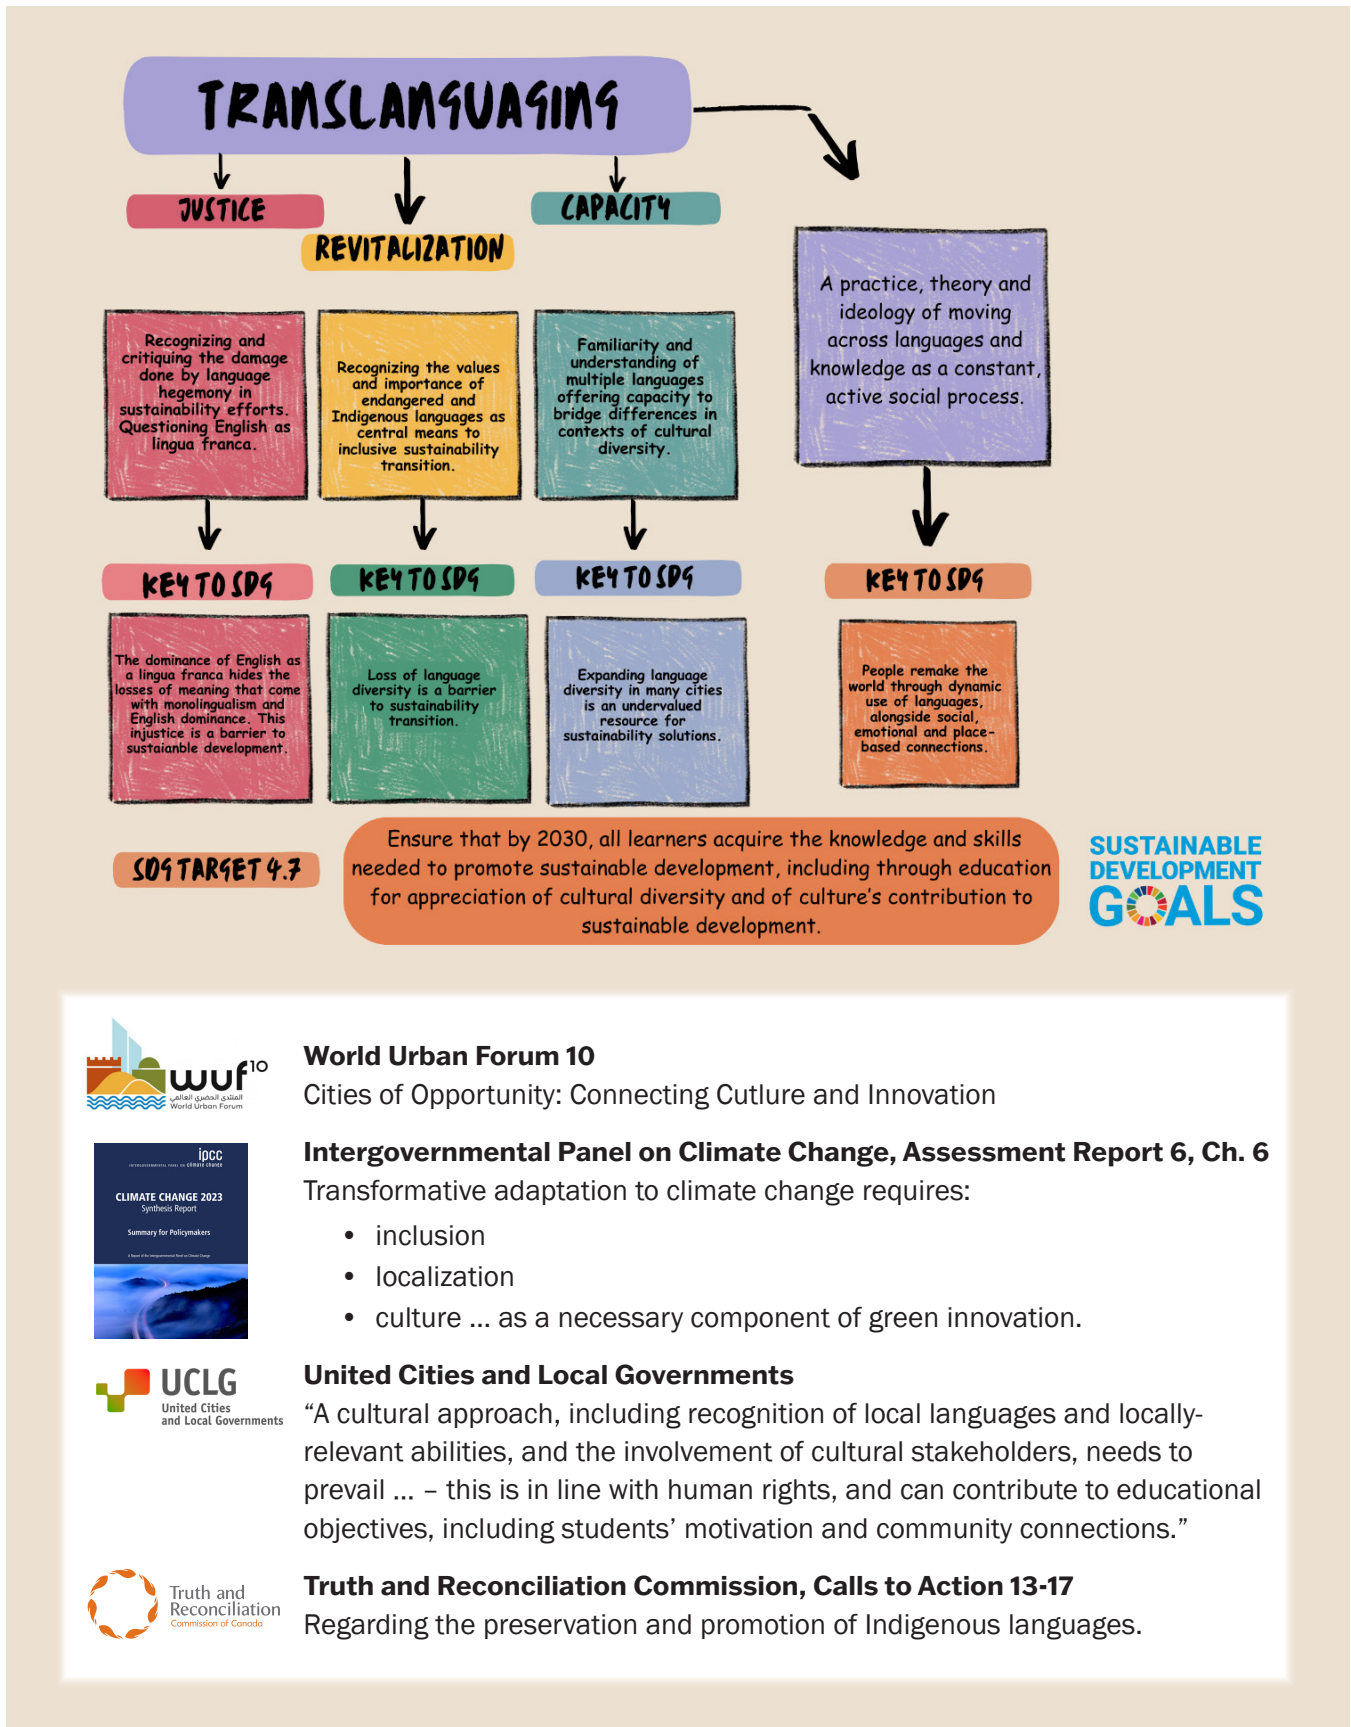 TRANSLANGUAGING
JUSTICE
REVITALIZATION
CAPACITY
Recognizing and
critiquing the damage
done by language
hegemony in
sustainability efforts.
Questioning English as
lingua franca.
Recognizing the values
and importance of
endangered and
Indigenous languages as
central means to
inclusive sustainability
transition.
Familiarity and
understanding of
multiple languages
offering capacity to
bridge differences in
contexts of cultural
diversity.
A practice, theory and
ideology of moving
across languages and
knowledge as a constant,
active social process.
KEY TO SDG
KEY TO SDG
KEY TO SDG
KEY TO SDG
The dominance of English as
a lingua franca hides the
losses of meaning that come
with monolingualism and
English dominance. This
injustice is a barrier to
sustaianble development.
Loss of language
diversity is a barrier
to sustainability
transition.
Expanding language
diversity in many cities
is an undervalued
resource for
sustainability solutions.
People remake the
world through dynamic
use of languages,
alongside social,
emotional and place-
based connections.
SDG TARGET 4.7
Ensure that by 2030, all learners acquire the knowledge and skills
needed to promote sustainable development, including through education
for appreciation of cultural diversity and of culture's contribution to
sustainable development.
SUSTAINABLE
DEVELOPMENT
GOALS
wuf10
المنتدى الحضري العالمي
World Urban Forum
World Urban Forum 10
Cities of Opportunity: Connecting Cutlure and Innovation
ipcc
INTERGOVERNMENTAL PANEL ON climate change
CLIMATE CHANGE 2023
Synthesis Report
Summary for Policymakers
A Report of the Intergovernmental Panel on Climate Change
Intergovernmental Panel on Climate Change, Assessment Report 6, Ch. 6
Transformative adaptation to climate change requires:
• inclusion
• localization
• culture ... as a necessary component of green innovation.
UCLG
United Cities
and Local Governments
United Cities and Local Governments
“A cultural approach, including recognition of local languages and locally-
relevant abilities, and the involvement of cultural stakeholders, needs to
prevail ... – this is in line with human rights, and can contribute to educational
objectives, including students’ motivation and community connections.”
Truth and
Reconciliation
Commission of Canada
Truth and Reconciliation Commission, Calls to Action 13-17
Regarding the preservation and promotion of Indigenous languages.